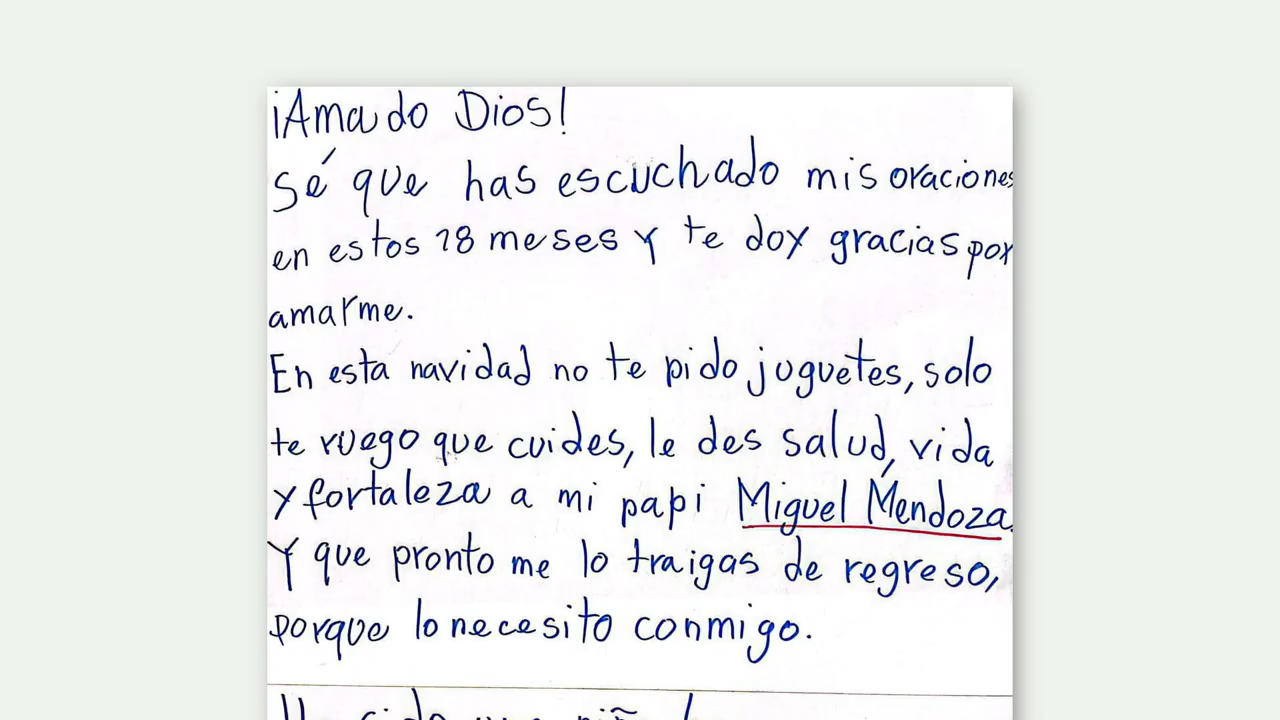 ¡Amado Dios!
Sé que has escuchado mis oraciones
en estos 18 meses y te doy gracias por
amarme.
En esta navidad no te pido juguetes, solo
te ruego que cuides, le des salud, vida
y fortaleza a mi papi Miguel Méndoza.
Y que pronto me lo traigas de regreso,
porque lo necesito conmigo.